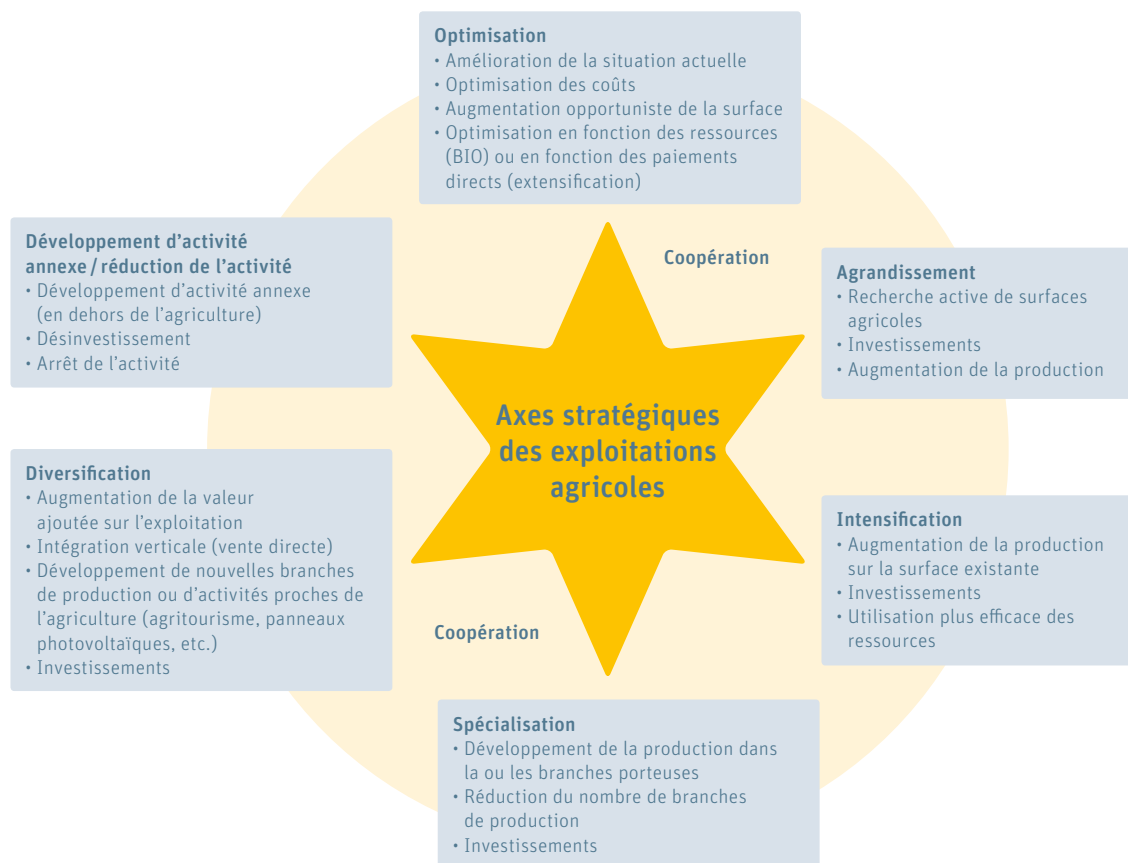 Optimisation
• Amélioration de la situation actuelle
• Optimisation des coûts
• Augmentation opportuniste de la surface
• Optimisation en fonction des ressources
(BIO) ou en fonction des paiements
directs (extensification)
Développement d’activité
annexe / réduction de l’activité
• Développement d’activité annexe
(en dehors de l’agriculture)
• Désinvestissement
• Arrêt de l’activité
Coopération
Agrandissement
• Recherche active de surfaces
agricoles
• Investissements
• Augmentation de la production
Axes stratégiques
des exploitations
agricoles
Diversification
• Augmentation de la valeur
ajoutée sur l’exploitation
• Intégration verticale (vente directe)
• Développement de nouvelles branches
de production ou d’activités proches de
l’agriculture (agritourisme, panneaux
photovoltaïques, etc.)
• Investissements
Intensification
• Augmentation de la production
sur la surface existante
• Investissements
• Utilisation plus efficace des
ressources
Coopération
Spécialisation
• Développement de la production dans
la ou les branches porteuses
• Réduction du nombre de branches
de production
• Investissements